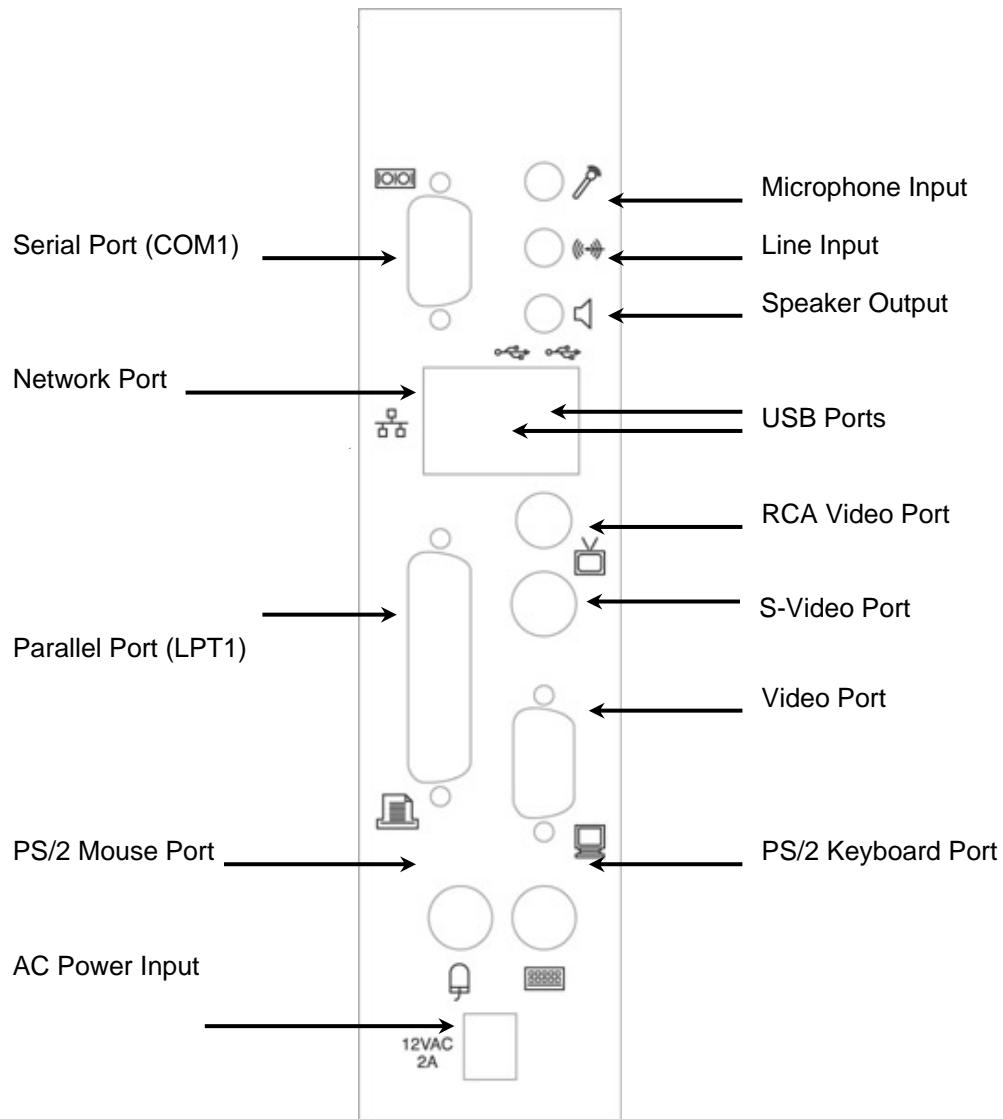 Microphone Input
Serial Port (COM1)
Line Input
Speaker Output
Network Port
USB Ports
RCA Video Port
S-Video Port
Parallel Port (LPT1)
Video Port
PS/2 Mouse Port
PS/2 Keyboard Port
AC Power Input
12VAC
2A